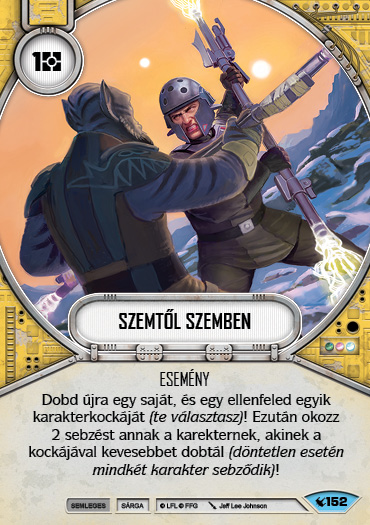 1
SZEMTŐL SZEMBEN
ESEMÉNY
Dobd újra egy saját, és egy ellenfeled egyik
karakterkockáját (te választasz)! Ezután okozz
2 sebzést annak a karekternek, akinek a
kockájával kevesebbet dobtál (döntetlen esetén
mindkét karakter sebződik)!
SEMLEGES SÁRGA © LFL © FFG Jeff Lee Johnson
152